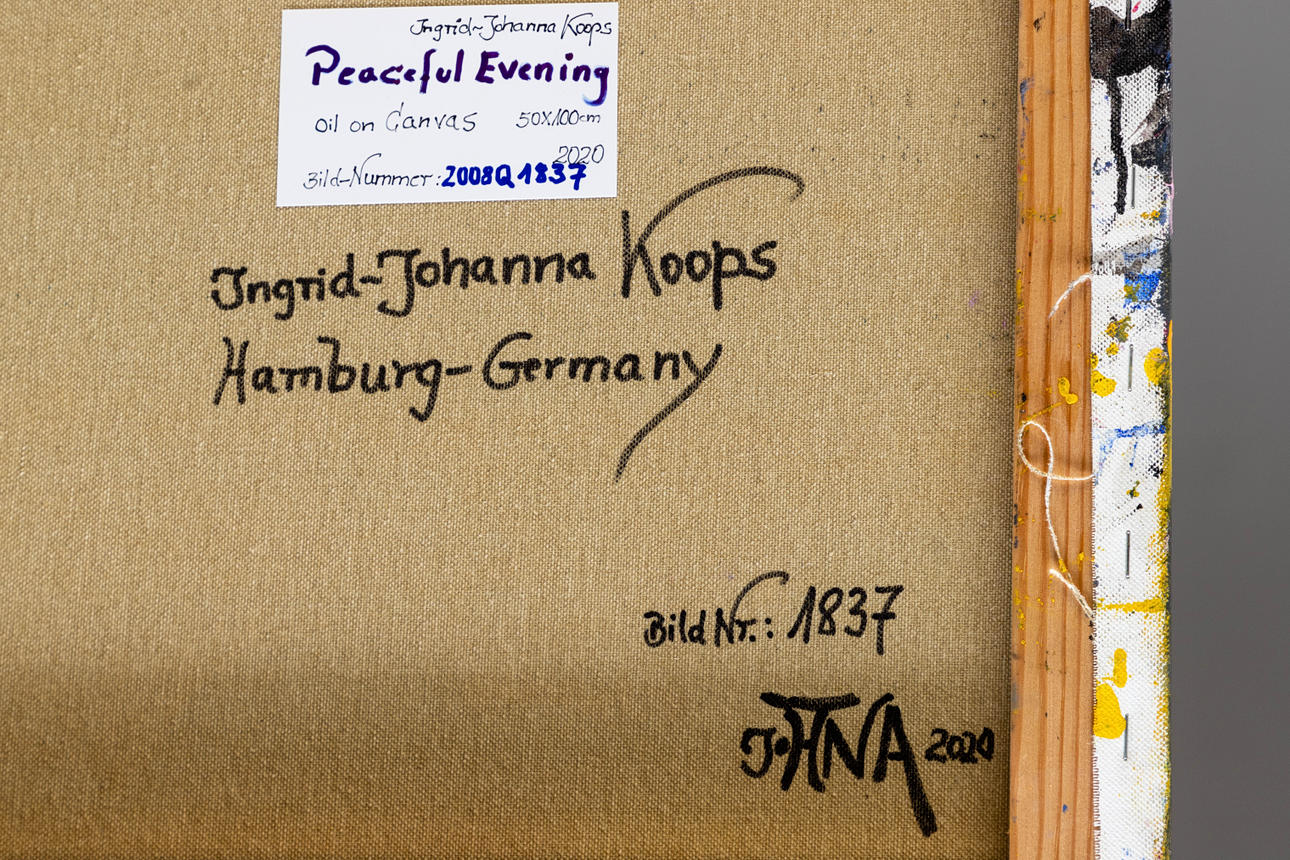 Ingrid-Johanna Koops
Peaceful Evening
Oil on Canvas 50X100cm
2020
Bild-Nummer: 2008Q1837
Ingrid-Johanna Koops
Hamburg-Germany
Bild Nr.: 1837
JOHNA 2020